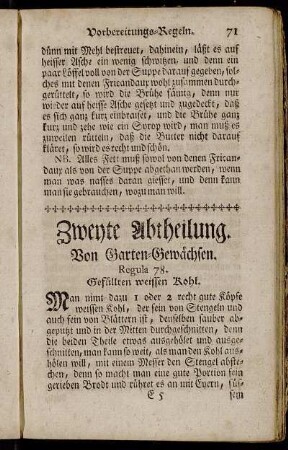 Vorbereitungs-Regeln. 71
dünn mit Mehl bestreuet, dahinein, läßt es auf
heisser Asche ein wenig schwitzen, und denn ein
paar Löffel voll von der Suppe darauf gegeben, sol-
ches mit denen Fricandaux wohl zusammen durch-
gerüttelt, so wird die Brühe sämig, denn nur
wieder auf heisse Asche gesetzt und zugedeckt, daß
es sich ganz kurz einbrauset, und die Brühe ganz
kurz und zehe wie ein Syrop wird, man muß es
zuweilen rütteln, daß die Butter nicht darauf
kläret, so wird es recht und schön.
NB. Alles Fett muß sowol von denen Frican-
daux als von der Suppe abgethan werden, wenn
man was nasses daran giesset, und denn kann
man sie gebrauchen, wozu man will.
Zweyte Abtheilung.
Von Garten-Gewächsen.
Regula 78.
Gefüllten weissen Kohl.
Man nimt dazu 1 oder 2 recht gute Köpfe
weissen Kohl, der fein von Stengeln und
auch fein von Blättern ist, denselben sauber ab-
geputzt und in der Mitten durchgeschnitten, denn
die beiden Theile etwas ausgehölet und ausge-
schnitten, man kann so weit, als man den Kohl aus-
hölen will, mit einem Messer den Stengel abste-
chen, denn so macht man eine gute Portion fein
gerieben Brodt und rühret es an mit Eyern, süs-
E 5 sem